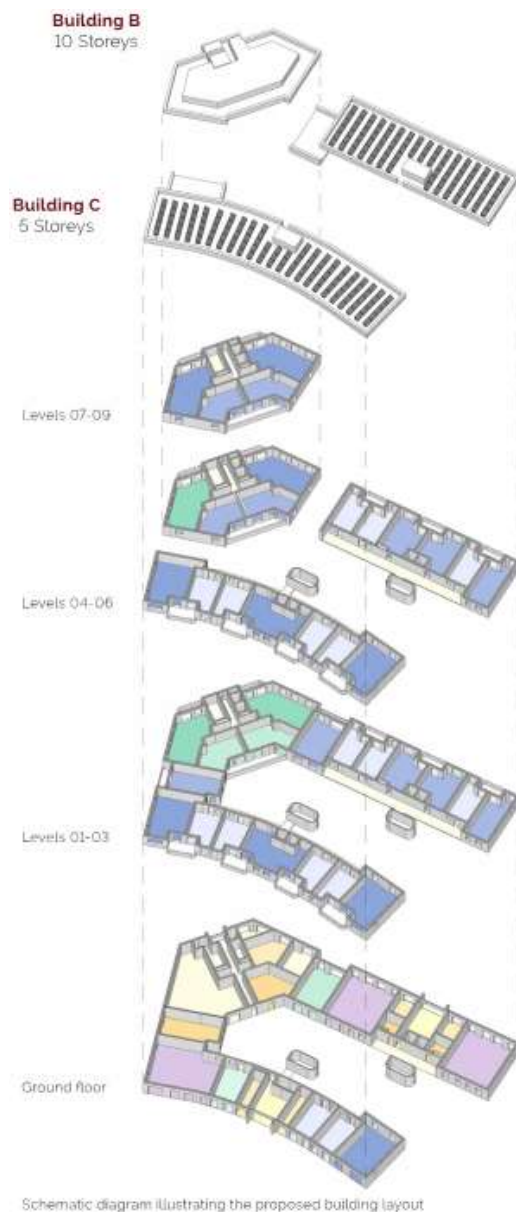 Building B
10 Storeys
Building C
5 Storeys
Levels 07-09
Levels 04-06
Levels 01-03
Ground floor
Schematic diagram illustrating the proposed building layout